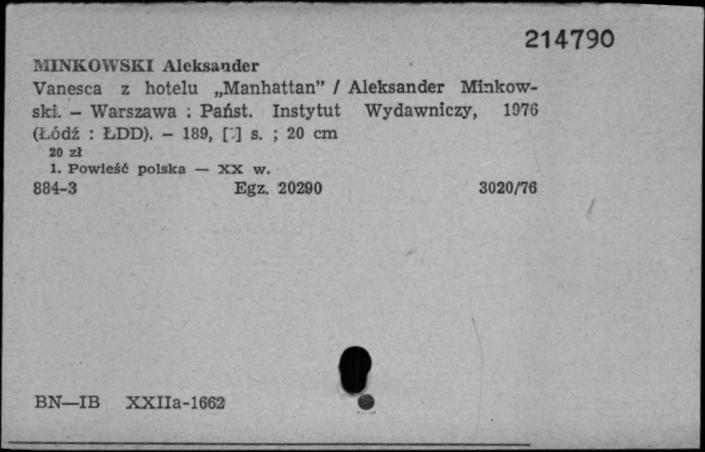 214790
MINKOWSKI Aleksander
Vanesca z hotelu „Manhattan” / Aleksander Minkow-
ski. — Warszawa : Państ. Instytut Wydawniczy, 1976
(Łódź : ŁDD). — 189, [] s. ; 20 cm
20 zł
1. Powieść polska — XX w.
884-3 Egz. 20290 3020/76
BN—IB XXIIa-1662